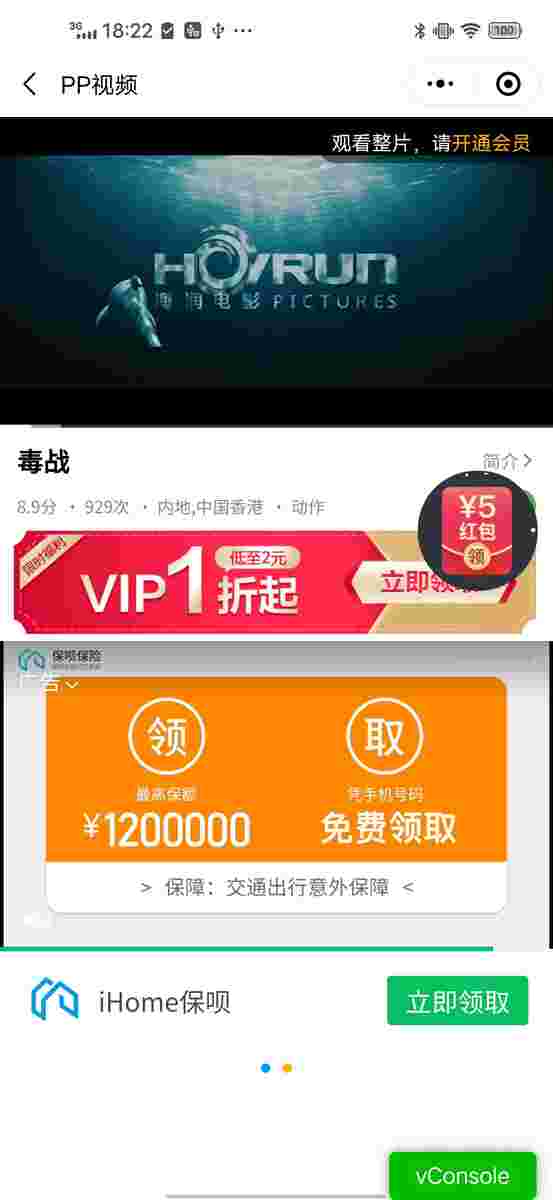 3G 18:22 100
PP视频
观看整片，请开通会员
HAIRUN
海润电影 PICTURES
毒战
简介
8.9分 · 929次 · 内地,中国香港 · 动作
¥5
红包
领
限时福利
VIP1折起
低至2元
立即领取
保呗保险
广告
领 取
最高保额 凭手机号码
¥1200000 免费领取
> 保障：交通出行意外保障 <
iHome保呗
立即领取
vConsole